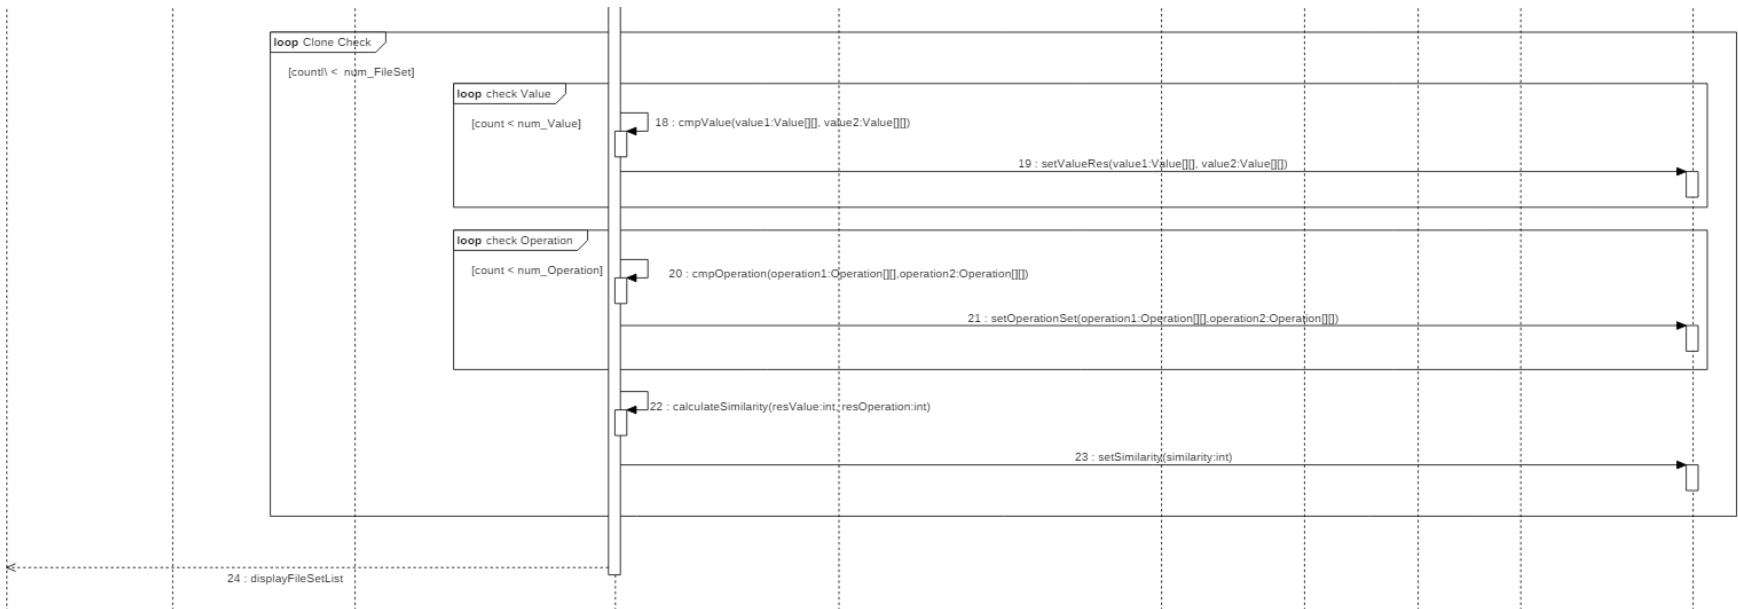 loop Clone Check
[countI\ < num_FileSet]
loop check Value
[count < num_Value]
18 : cmpValue(value1:Value[][], value2:Value[][])
19 : setValueRes(value1:Value[][], value2:Value[][])
loop check Operation
[count < num_Operation]
20 : cmpOperation(operation1:Operation[][],operation2:Operation[][])
21 : setOperationSet(operation1:Operation[][],operation2:Operation[][])
22 : calculateSimilarity(resValue:int, resOperation:int)
23 : setSimilarity(similarity:int)
24 : displayFileSetList